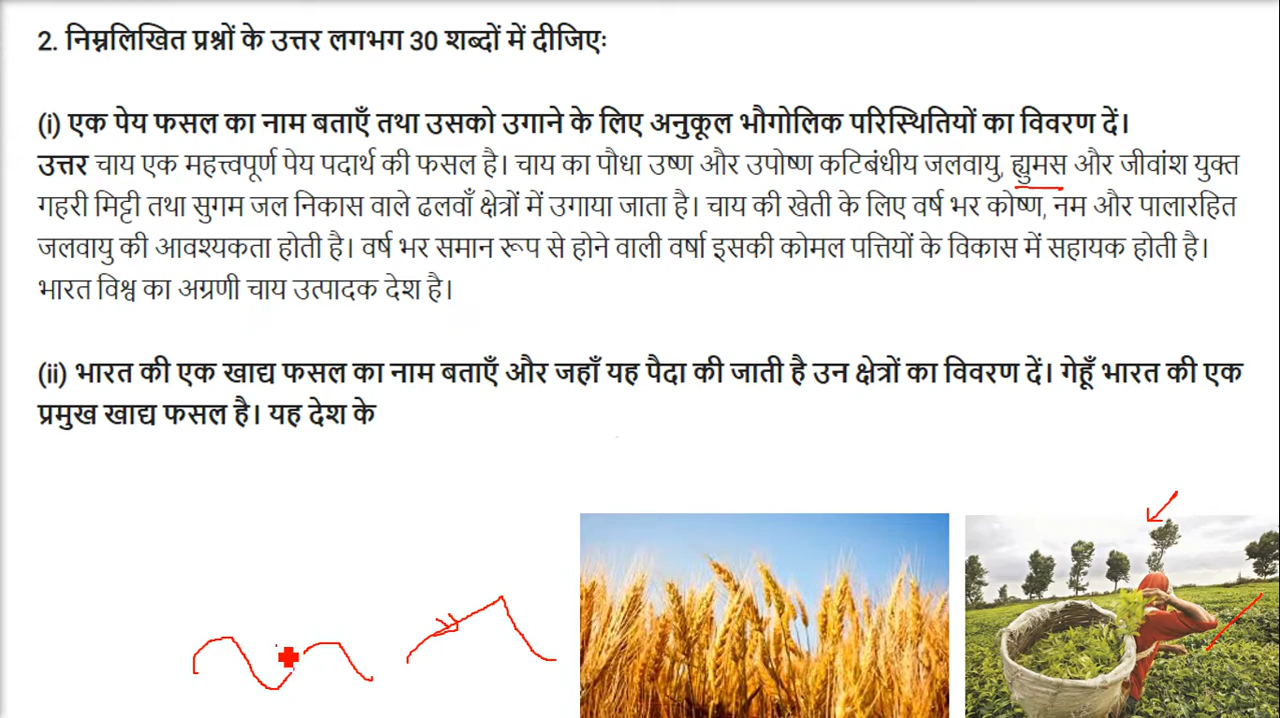 2. निम्नलिखित प्रश्नों के उत्तर लगभग 30 शब्दों में दीजिएः
(i) एक पेय फसल का नाम बताएँ तथा उसको उगाने के लिए अनुकूल भौगोलिक परिस्थितियों का विवरण दें।
उत्तर चाय एक महत्त्वपूर्ण पेय पदार्थ की फसल है। चाय का पौधा उष्ण और उपोष्ण कटिबंधीय जलवायु, ह्युमस और जीवांश युक्त
गहरी मिट्टी तथा सुगम जल निकास वाले ढलवाँ क्षेत्रों में उगाया जाता है। चाय की खेती के लिए वर्ष भर कोष्ण, नम और पालारहित
जलवायु की आवश्यकता होती है। वर्ष भर समान रूप से होने वाली वर्षा इसकी कोमल पत्तियों के विकास में सहायक होती है।
भारत विश्व का अग्रणी चाय उत्पादक देश है।
(ii) भारत की एक खाद्य फसल का नाम बताएँ और जहाँ यह पैदा की जाती है उन क्षेत्रों का विवरण दें। गेहूँ भारत की एक
प्रमुख खाद्य फसल है। यह देश के